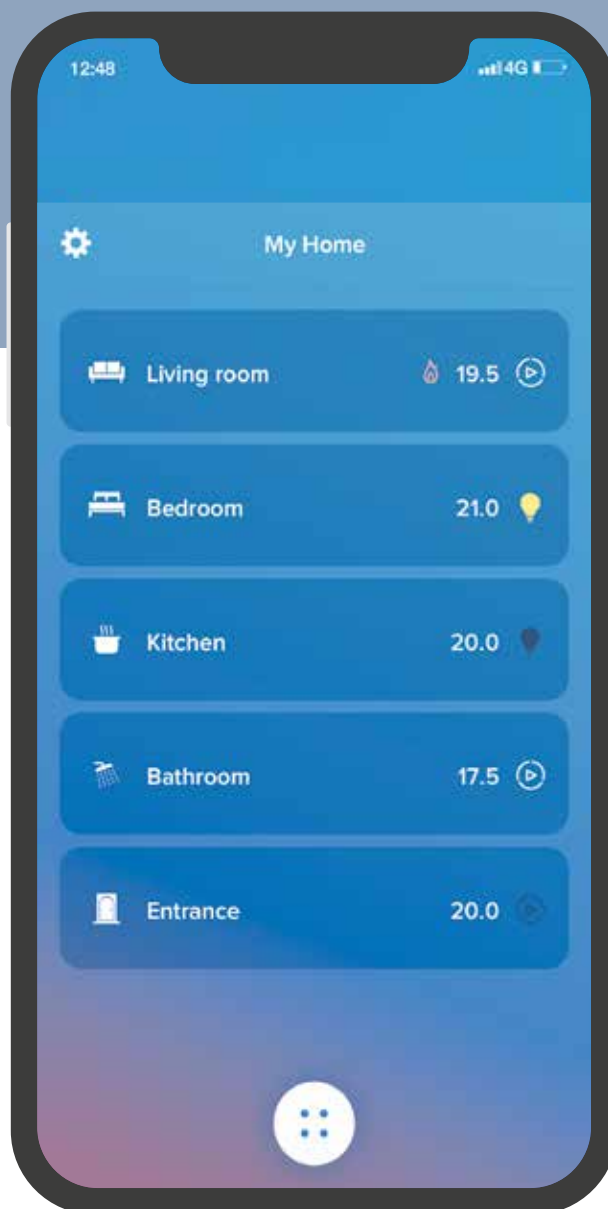 12:48
4G
My Home
Living room 19.5
Bedroom 21.0
Kitchen 20.0
Bathroom 17.5
Entrance 20.0